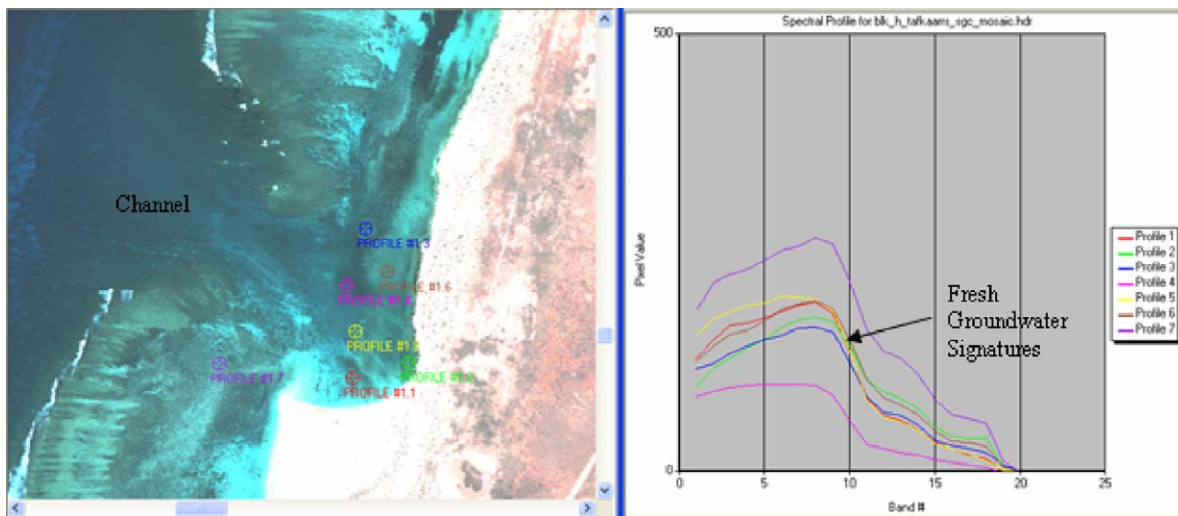 Channel
PROFILE #1.3
PROFILE #1.6
PROFILE #1.4
PROFILE #1.5
PROFILE #1.7
PROFILE #1.2
PROFILE #1.1
Spectral Profile for blk_h_tafkaams_sgc_mosaic.hdr
500
0
Pixel Value
0 5 10 15 20 25
Band #
Fresh
Groundwater
Signatures
Profile 1
Profile 2
Profile 3
Profile 4
Profile 5
Profile 6
Profile 7